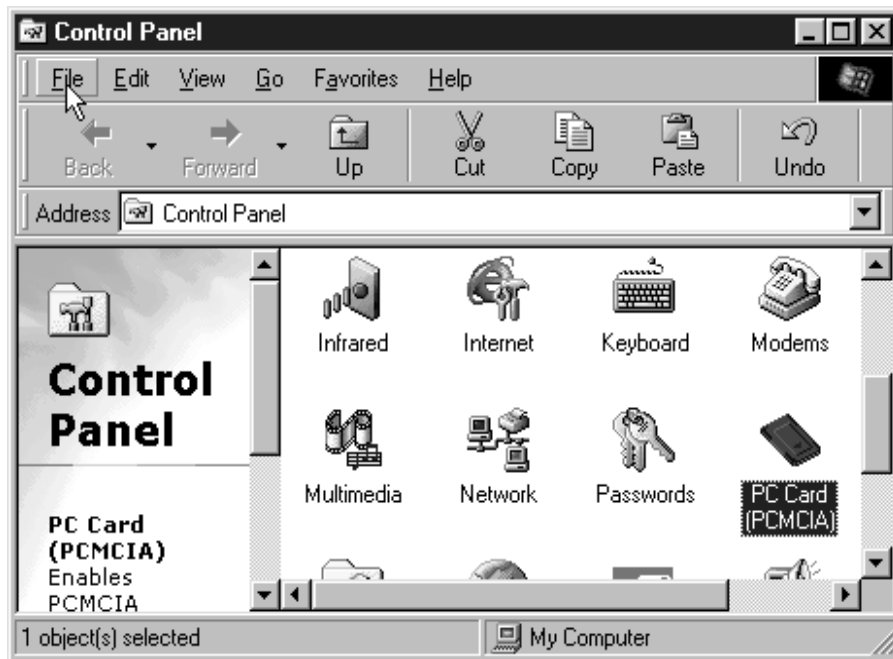 Control Panel
File Edit View Go Favorites Help
Back Forward Up Cut Copy Paste Undo
Address Control Panel
Infrared Internet Keyboard Modems
Control
Panel
Multimedia Network Passwords PC Card
(PCMCIA)
PC Card
(PCMCIA)
Enables
PCMCIA
1 object(s) selected My Computer